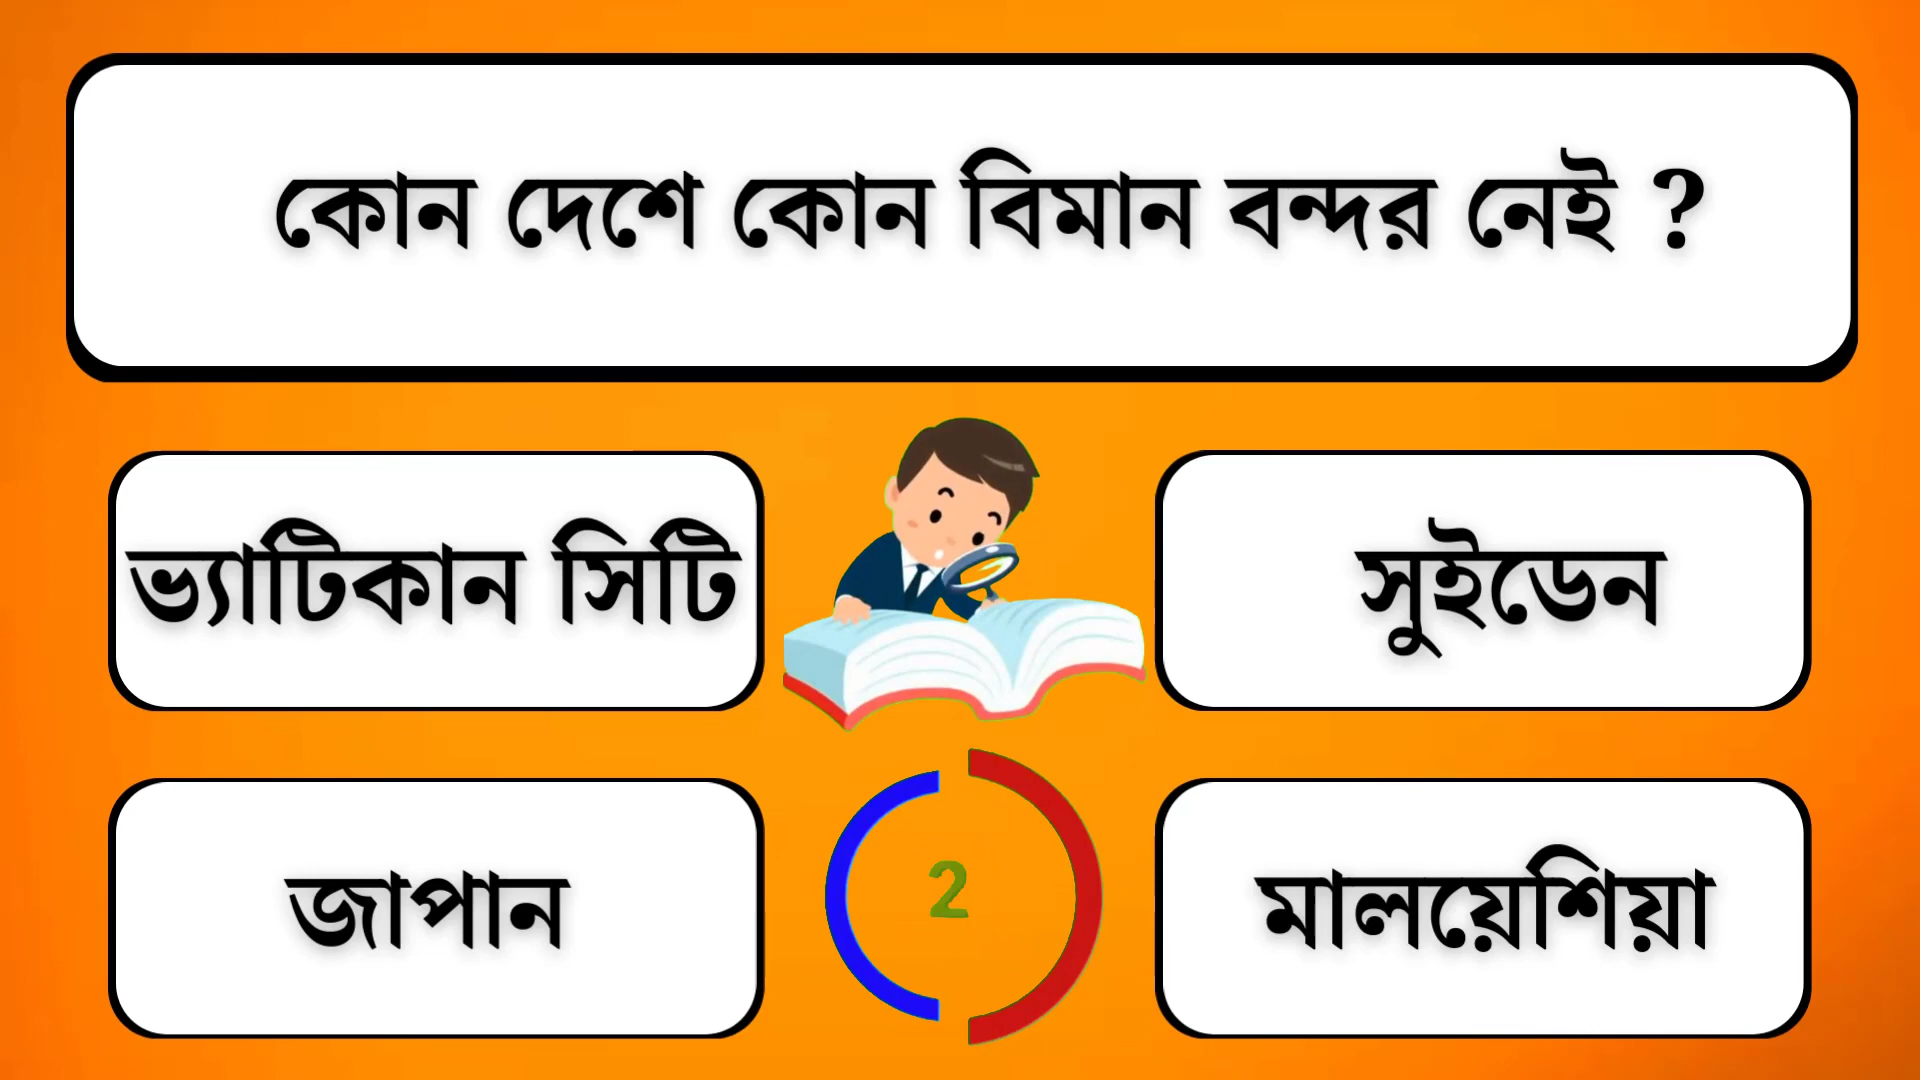 কোন দেশে কোন বিমান বন্দর নেই ?
ভ্যাটিকান সিটি
সুইডেন
জাপান
2
মালয়েশিয়া